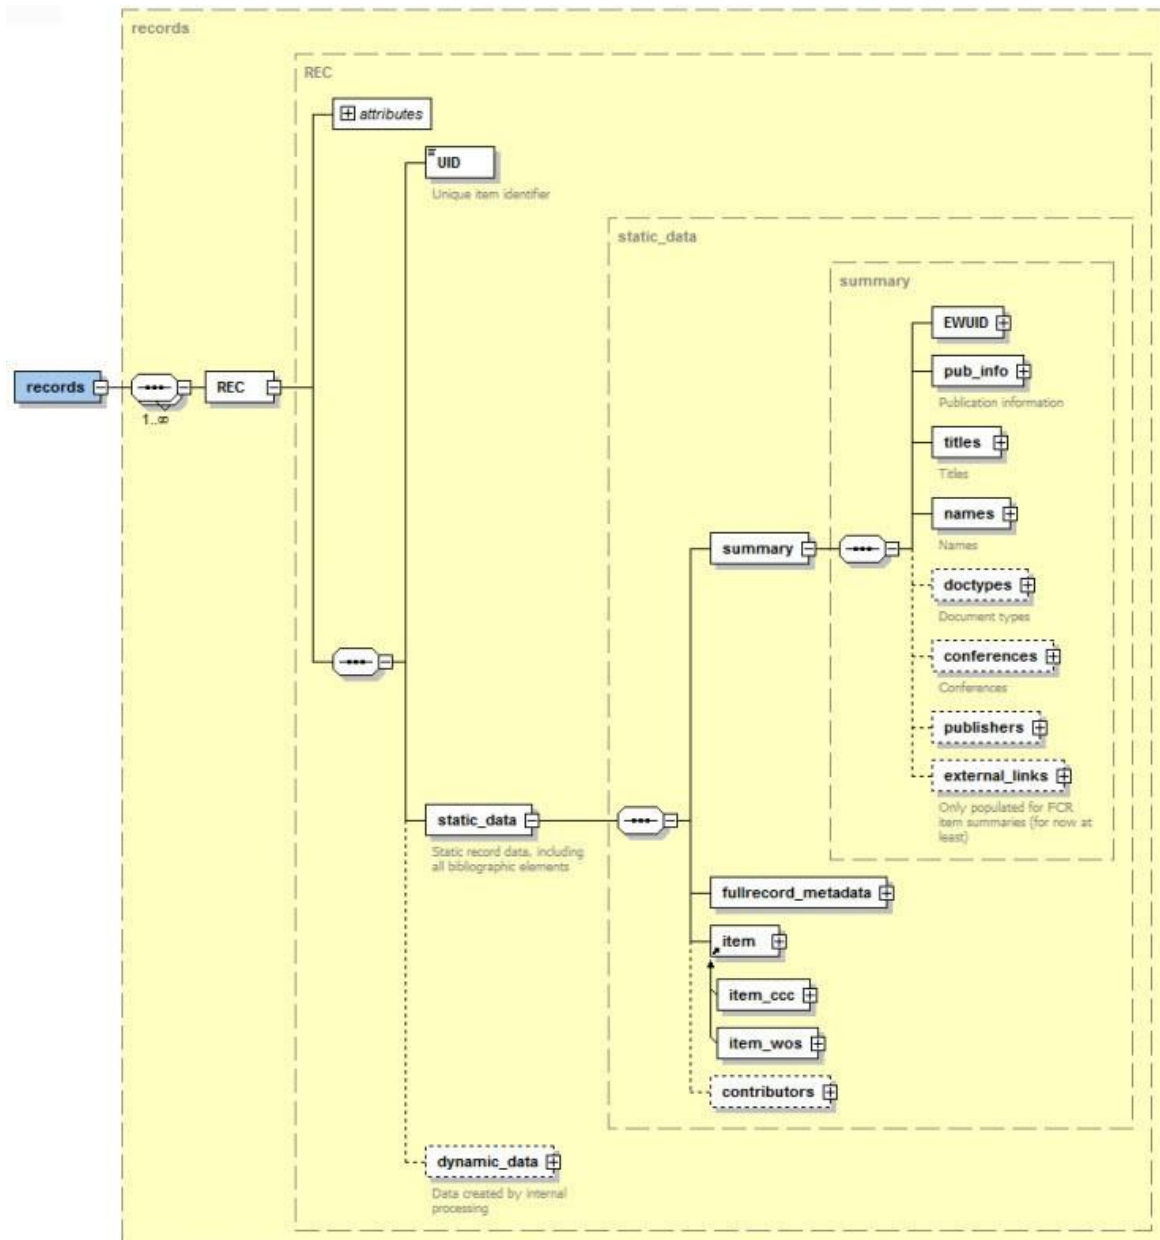 records
REC
attributes
UID
Unique item identifier
static_data
summary
EWUID
pub_info
Publication information
records
1..∞
REC
titles
Titles
names
Names
summary
doctypes
Document types
conferences
Conferences
publishers
external_links
Only populated for FCR
item summaries (for now at
least)
static_data
Static record data, including
all bibliographic elements
fullrecord_metadata
item
item_ccc
item_wos
contributors
dynamic_data
Data created by internal
processing